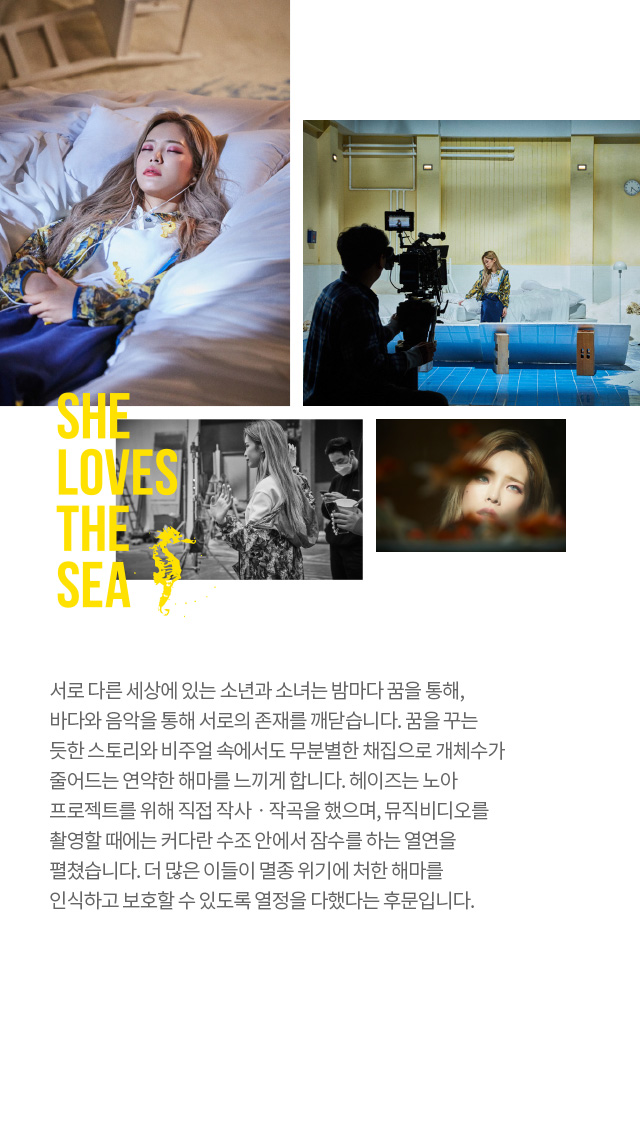 SHE
LOVES
THE
SEA
서로 다른 세상에 있는 소년과 소녀는 밤마다 꿈을 통해,
바다와 음악을 통해 서로의 존재를 깨닫습니다. 꿈을 꾸는
듯한 스토리와 비주얼 속에서도 무분별한 채집으로 개체수가
줄어드는 연약한 해마를 느끼게 합니다. 헤이즈는 노아
프로젝트를 위해 직접 작사ㆍ작곡을 했으며, 뮤직비디오를
촬영할 때에는 커다란 수조 안에서 잠수를 하는 열연을
펼쳤습니다. 더 많은 이들이 멸종 위기에 처한 해마를
인식하고 보호할 수 있도록 열정을 다했다는 후문입니다.